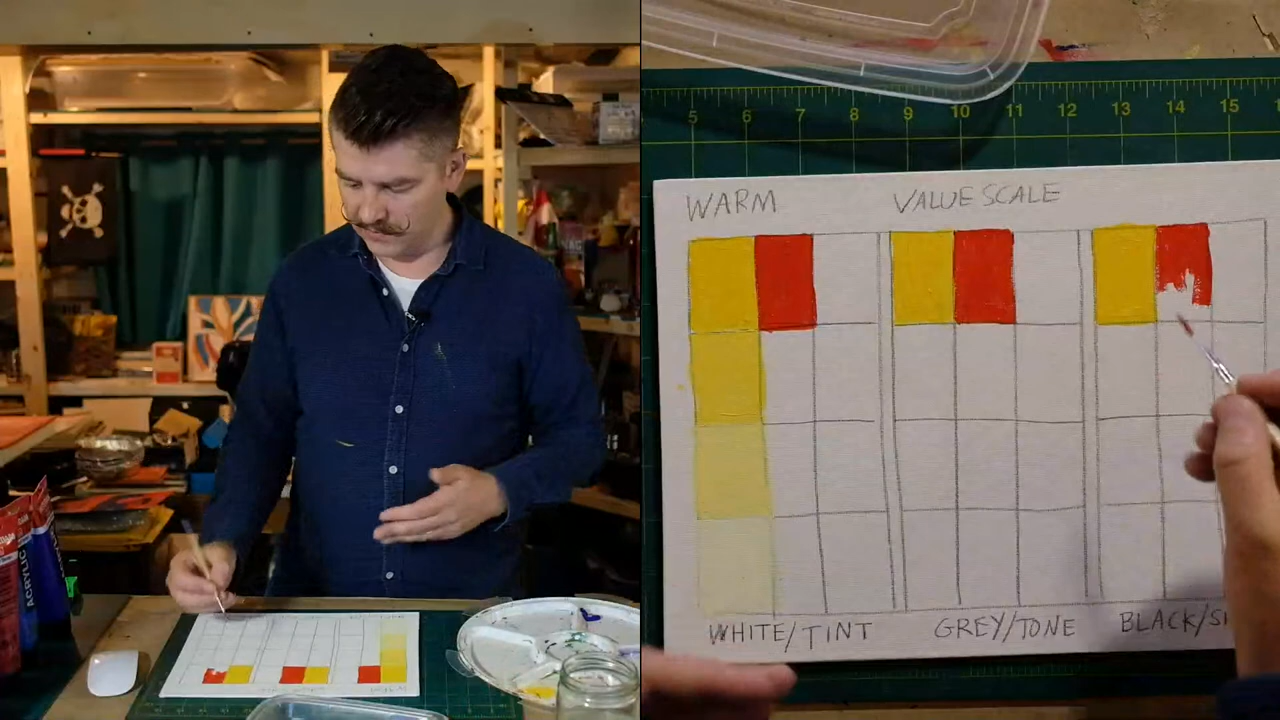 ACRYLIC
5 6 7 8 9 10 11 12 13 14 15
WARM VALUE SCALE
WHITE/TINT GREY/TONE BLACK/S